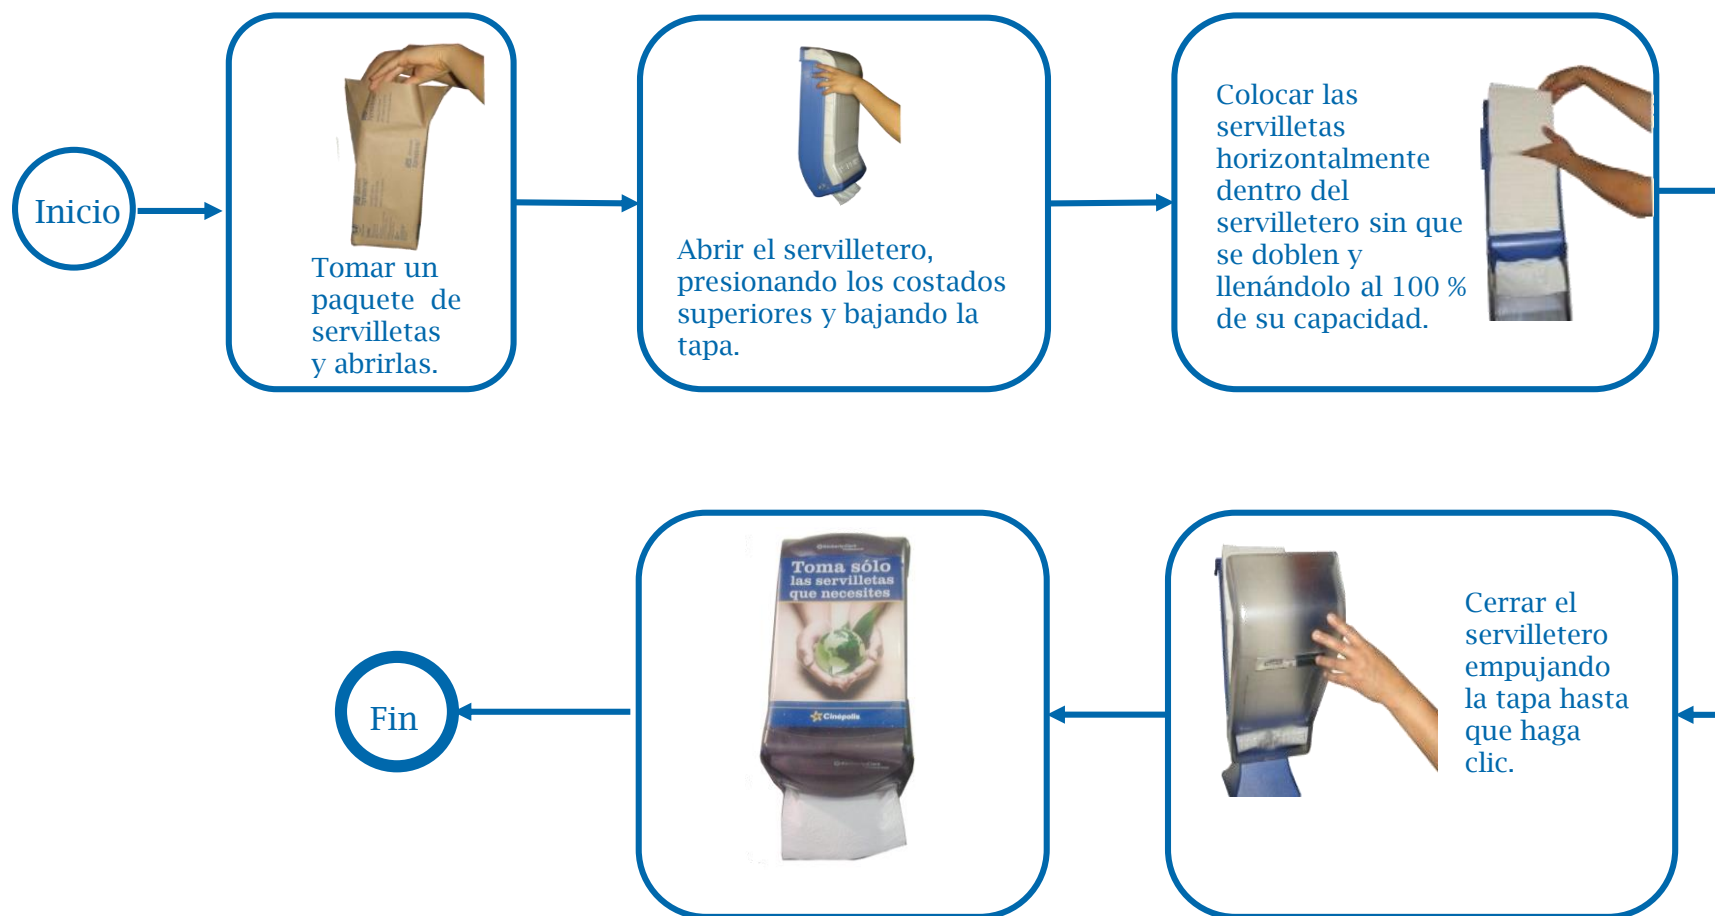 Inicio
Tomar un
paquete de
servilletas
y abrirlas.
Abrir el servilletero,
presionando los costados
superiores y bajando la
tapa.
Colocar las
servilletas
horizontalmente
dentro del
servilletero sin que
se doblen y
llenándolo al 100 %
de su capacidad.
Cerrar el
servilletero
empujando
la tapa hasta
que haga
clic.
Toma sólo
las servilletas
que necesites
Cinépolis
Fin